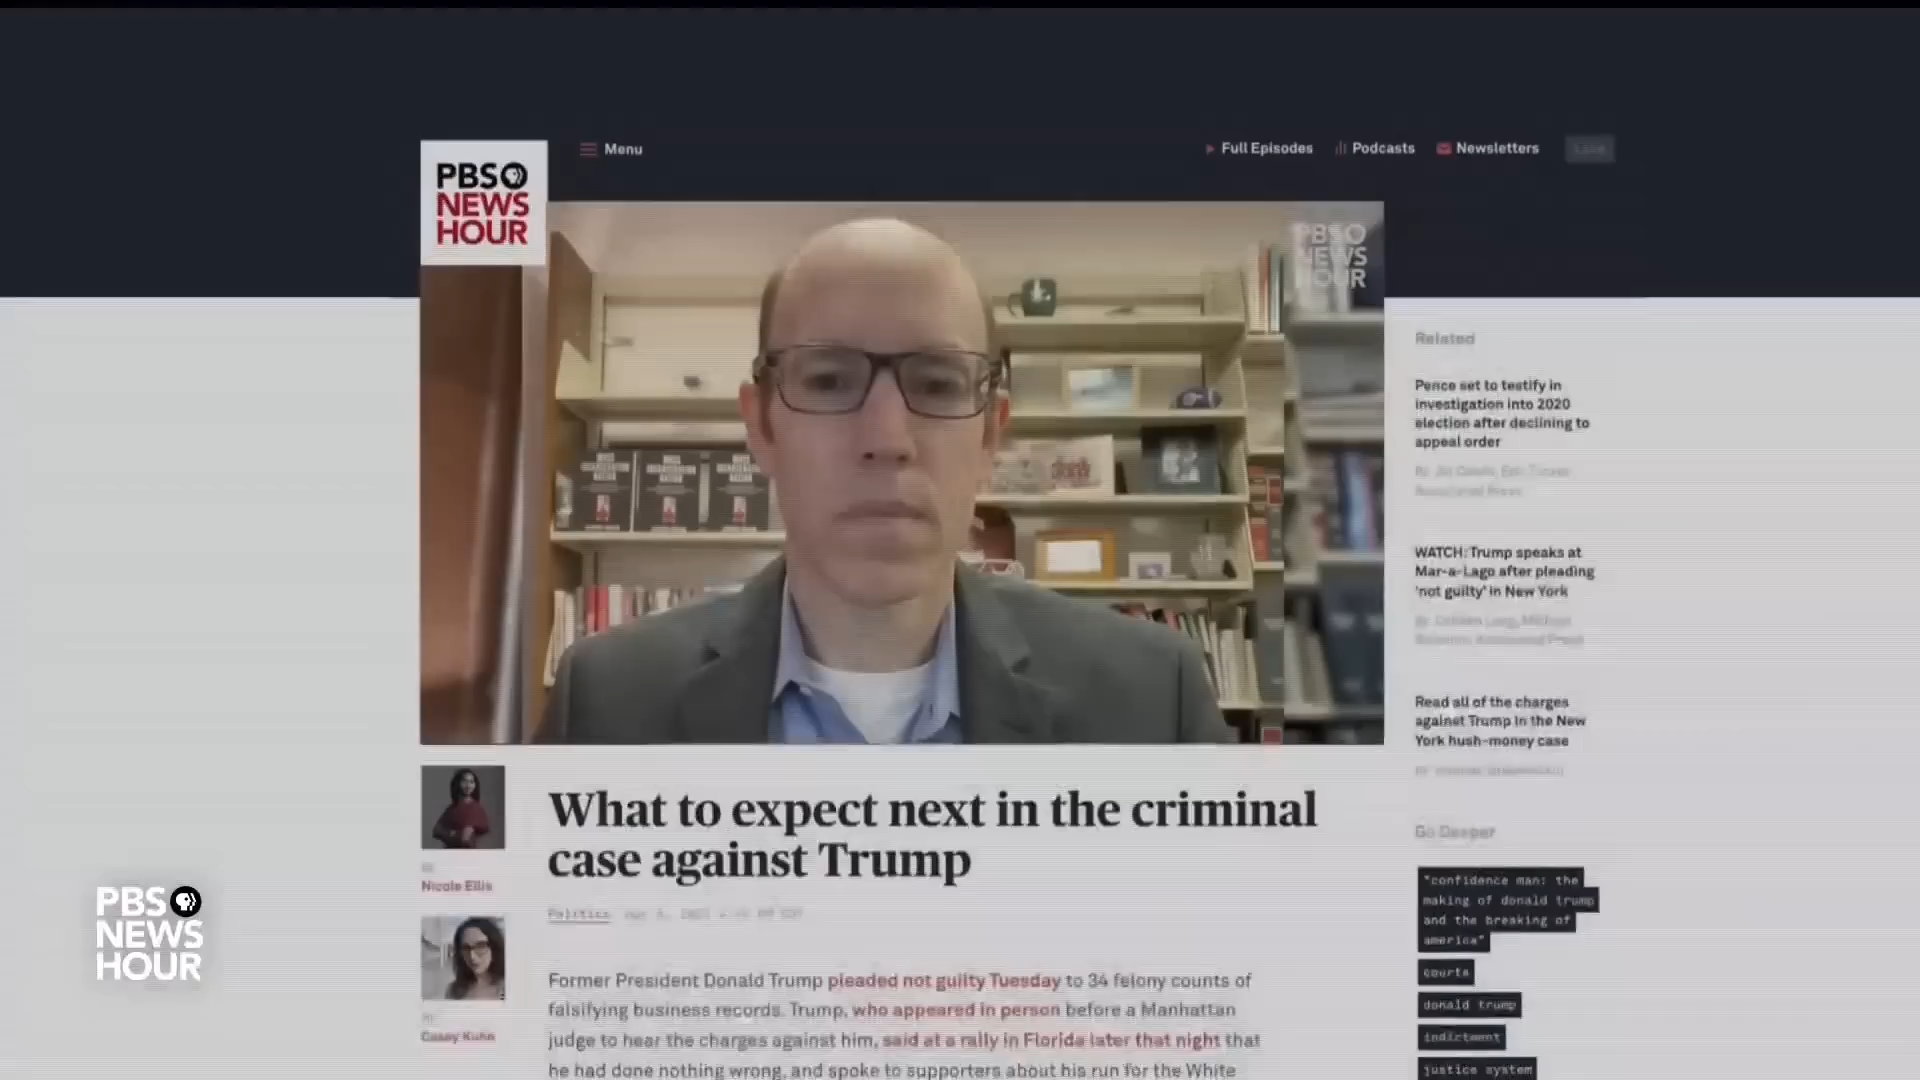 PBS
NEWS
HOUR
Menu
Full Episodes
Podcasts
Newsletters
PBS
NEWS
HOUR
What to expect next in the criminal
case against Trump
Politics
Nicole Ellis
Casey Kuhn
Former President Donald Trump pleaded not guilty Tuesday to 34 felony counts of
falsifying business records. Trump, who appeared in person before a Manhattan
judge to hear the charges against him, said at a rally in Florida later that night that
he had done nothing wrong, and spoke to supporters about his run for the White
Related
Pence set to testify in
investigation into 2020
election after declining to
appeal order
WATCH: Trump speaks at
Mar-a-Lago after pleading
'not guilty' in New York
Read all of the charges
against Trump in the New
York hush-money case
Go Deeper
"confidence man: the
making of donald trump
and the breaking of
america"
courts
donald trump
indictment
justice system
PBS
NEWS
HOUR